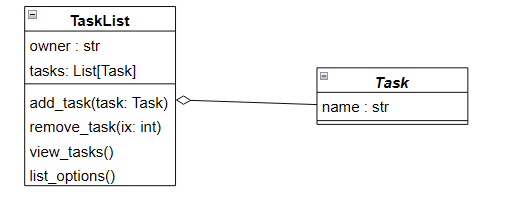 TaskList
owner : str
tasks: List[Task]
add_task(task: Task)
remove_task(ix: int)
view_tasks()
list_options()
Task
name : str